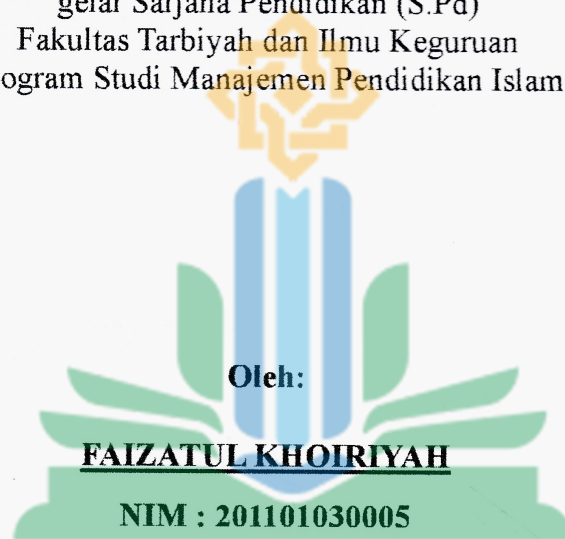 gelar Sarjana Pendidikan (S.Pd)
Fakultas Tarbiyah dan Ilmu Keguruan
ogram Studi Manajemen Pendidikan Islam
Oleh:
FAIZATUL KHOIRIYAH
NIM : 201101030005